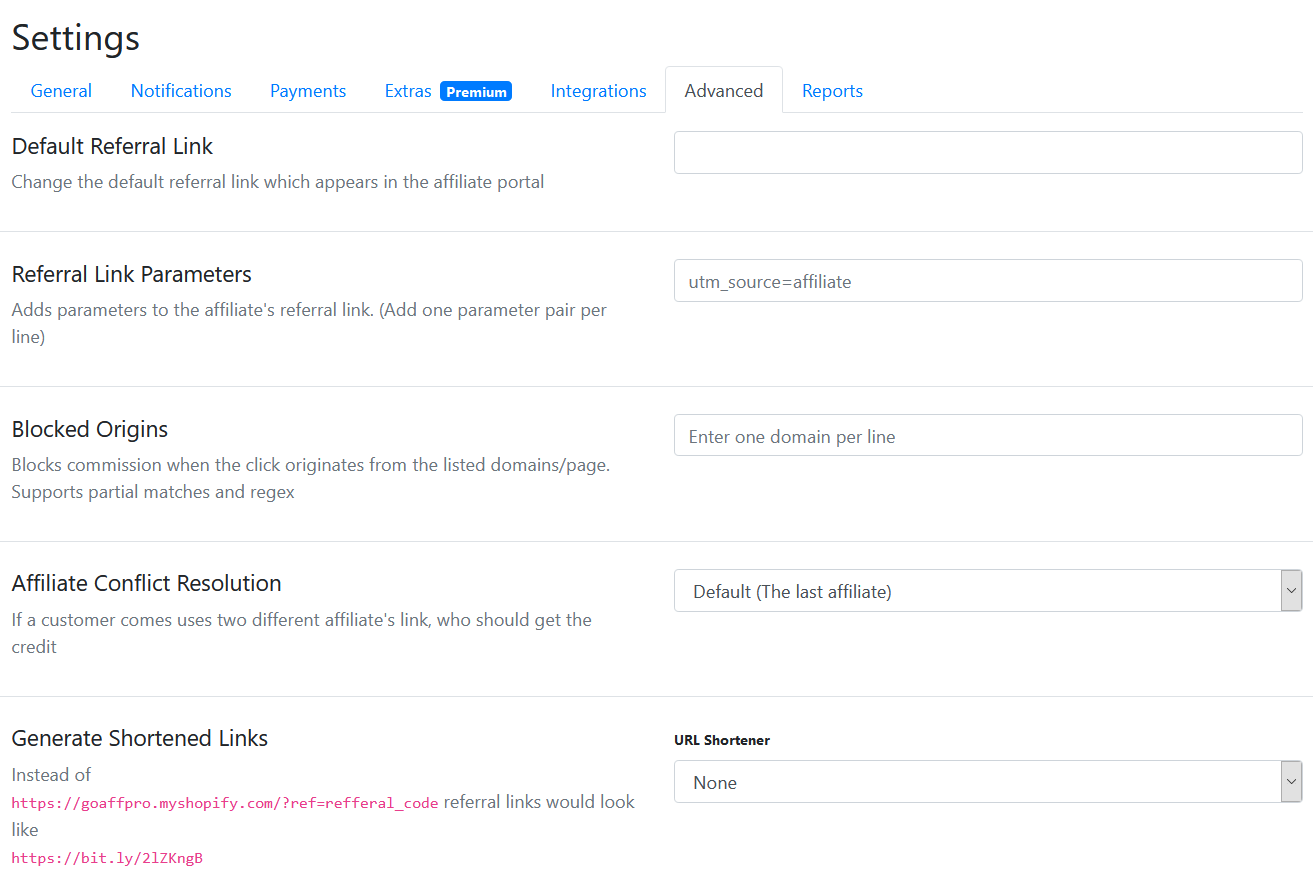 Settings
General Notifications Payments Extras Premium Integrations Advanced Reports
Default Referral Link
Change the default referral link which appears in the affiliate portal
Referral Link Parameters
utm_source=affiliate
Adds parameters to the affiliate's referral link. (Add one parameter pair per
line)
Blocked Origins
Enter one domain per line
Blocks commission when the click originates from the listed domains/page.
Supports partial matches and regex
Affiliate Conflict Resolution
Default (The last affiliate)
If a customer comes uses two different affiliate's link, who should get the
credit
Generate Shortened Links
URL Shortener
Instead of
None
https://goaffpro.myshopify.com/?ref=refferal_code referral links would look
like
https://bit.ly/2lZKngB